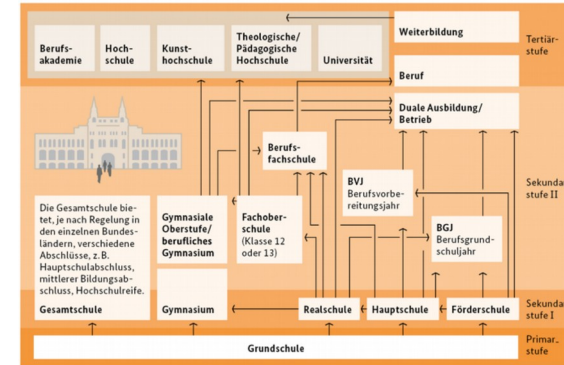 Weiterbildung
Tertiär-
stufe
Berufs-
akademie
Hoch-
schule
Kunst-
hochschule
Theologische/
Pädagogische
Hochschule
Universität
Beruf
Duale Ausbildung/
Betrieb
Berufs-
fachschule
BVJ
Berufsvorbe-
reitungsjahr
Sekunda
stufe II
Die Gesamtschule bie-
tet, je nach Regelung in
den einzelnen Bundes-
ländern, verschiedene
Abschlüsse, z. B.
Hauptschulabschluss,
mittlerer Bildungsab-
schluss, Hochschulreife.
Gesamtschule
Gymnasiale
Oberstufe/
berufliches
Gymnasium
Fachober-
schule
(Klasse 12
oder 13)
BGJ
Berufsgrund-
schuljahr
Gymnasium
Realschule
Hauptschule
Förderschule
Sekunda
stufe I
Grundschule
Primar-
stufe